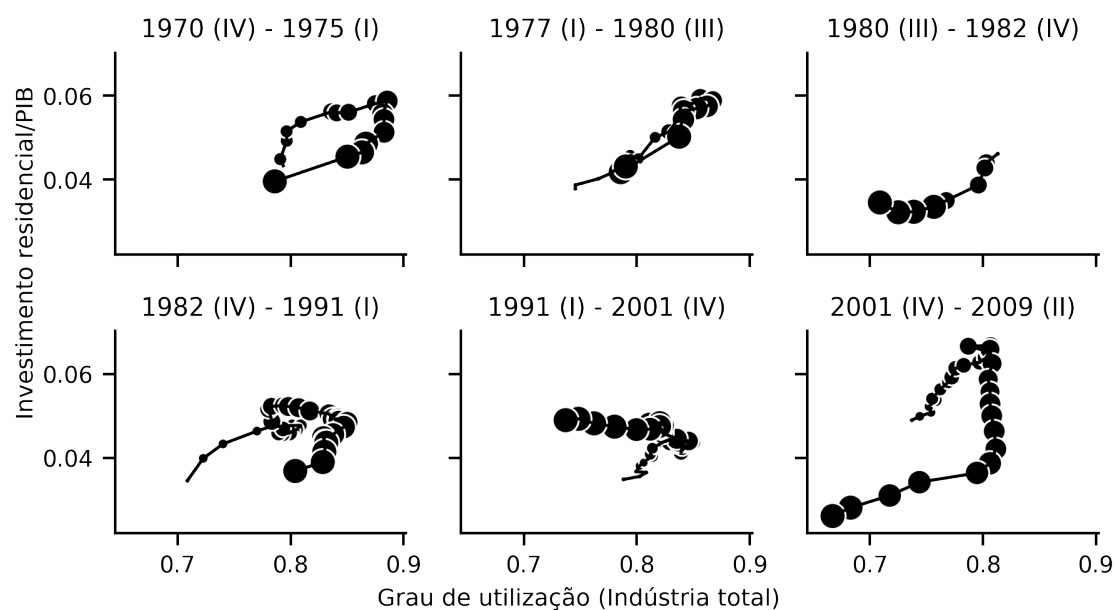 1970 (IV) - 1975 (I)
1977 (I) - 1980 (III)
1980 (III) - 1982 (IV)
Investimento residencial/PIB
0.06
0.04
1982 (IV) - 1991 (I)
1991 (I) - 2001 (IV)
2001 (IV) - 2009 (II)
0.06
0.04
0.7 0.8 0.9
0.7 0.8 0.9
0.7 0.8 0.9
Grau de utilização (Indústria total)